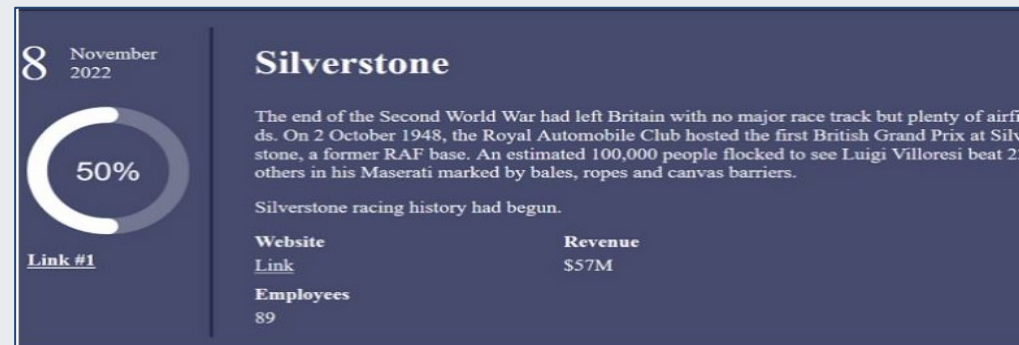 8 November
2022
50%
Link #1
Silverstone
The end of the Second World War had left Britain with no major race track but plenty of airfi
ds. On 2 October 1948, the Royal Automobile Club hosted the first British Grand Prix at Silv
stone, a former RAF base. An estimated 100,000 people flocked to see Luigi Villoresi beat 2
others in his Maserati marked by bales, ropes and canvas barriers.
Silverstone racing history had begun.
Website
Link
Revenue
$57M
Employees
89